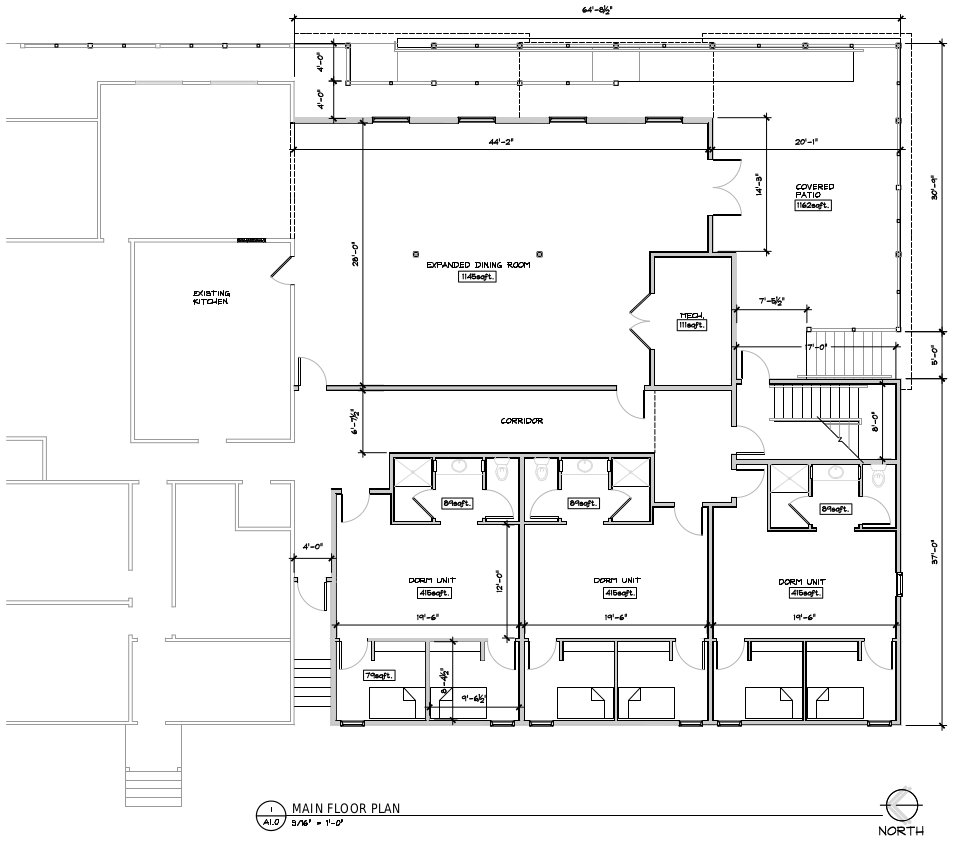 64'-8½"
4'-0"
4'-0"
44'-2"
20'-1"
14'-3"
COVERED
PATIO
1162sqft.
30'-9"
28'-0"
EXPANDED DINING ROOM
1145sqft.
EXISTING
KITCHEN
7'-5½"
MECH.
111sqft.
17'-0"
5'-0"
6'-7½"
CORRIDOR
8'-0"
89sqft.
89sqft.
89sqft.
4'-0"
37'-0"
DORM UNIT
415sqft.
12'-0"
DORM UNIT
415sqft.
DORM UNIT
415sqft.
19'-6"
19'-6"
19'-6"
79sqft.
8'-4½"
9'-6½"
1
A1.0
MAIN FLOOR PLAN
3/16" = 1'-0"
NORTH